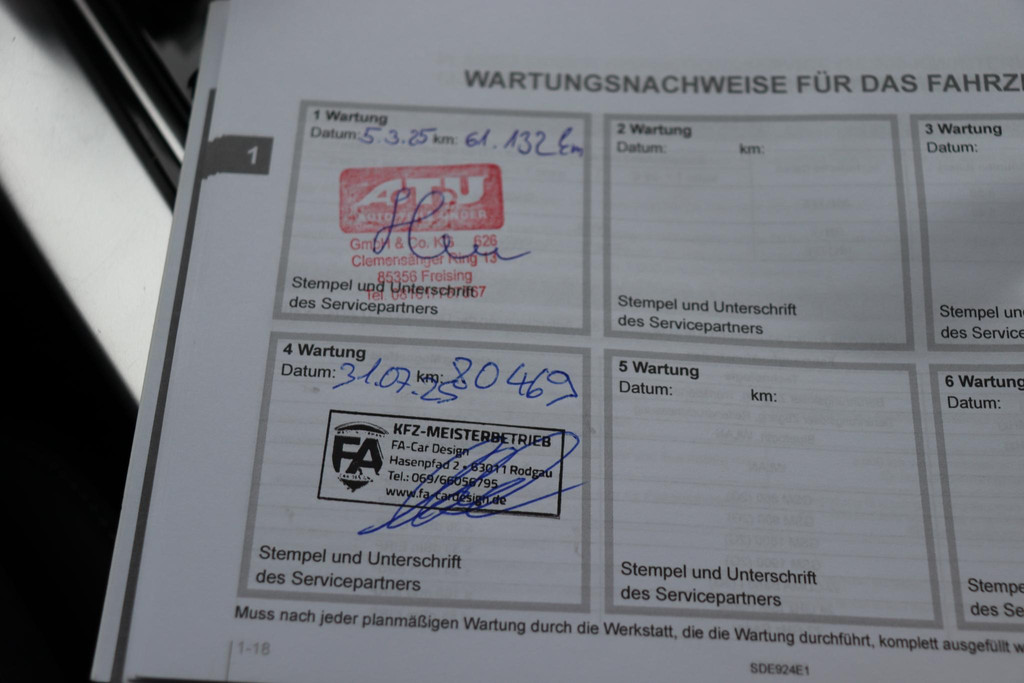 WARTUNGSNACHWEISE FÜR DAS FAHRZE
1
1 Wartung
Datum: 5.3.25 km: 61.132 km
ATU
GmbH & Co. KG 626
Clemensänger Ring 13
85356 Freising
Stempel und Unterschrift
des Servicepartners
2 Wartung
Datum: km:
Stempel und Unterschrift
des Servicepartners
3 Wartung
Datum:
Stempel un
des Service
4 Wartung
Datum: 31.07.25 km: 80469
FA
KFZ-MEISTERBETRIEB
FA-Car Design
Hasenpfad 2 • 63011 Rodgau
Tel.: 069/66056795
www.fa-cardesign.de
Stempel und Unterschrift
des Servicepartners
5 Wartung
Datum: km:
Stempel und Unterschrift
des Servicepartners
6 Wartung
Datum:
Stempe
des Se
Muss nach jeder planmäßigen Wartung durch die Werkstatt, die die Wartung durchführt, komplett ausgefüllt w
1-18
SDE924E1